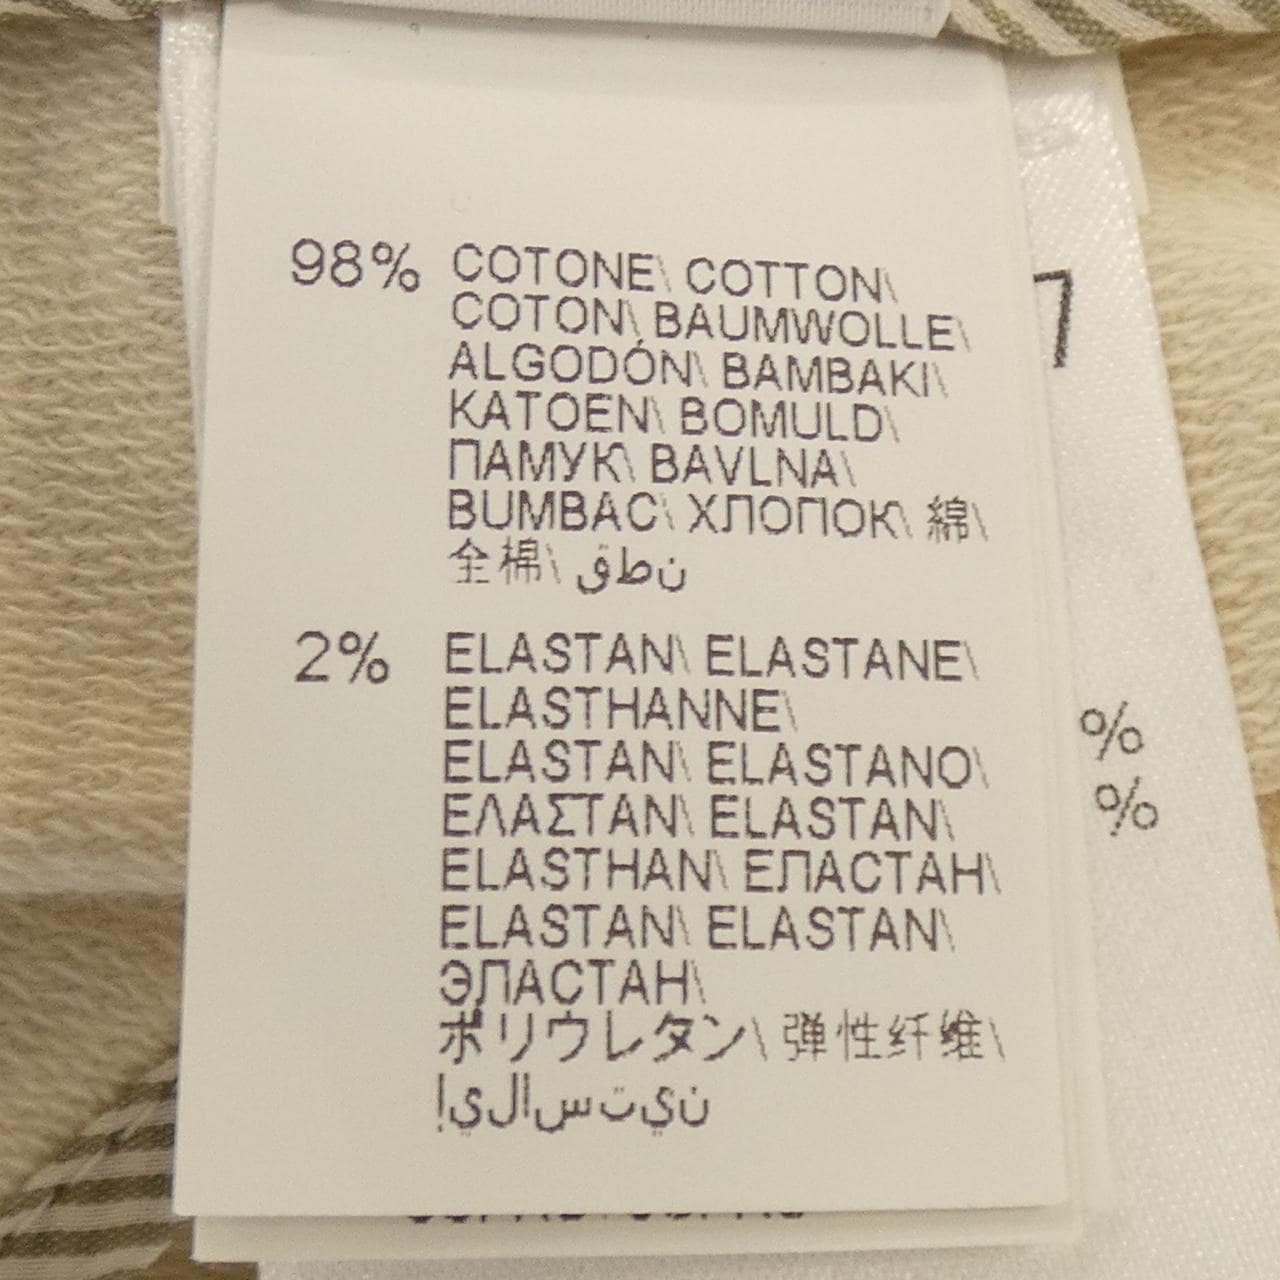 98% COTONE\ COTTON\
COTON\ BAUMWOLLE\
ALGODÓN\ BAMBAKI\
KATOEN\ BOMULD\
ПАМУК\ BAVLNA\
BUMBAC\ ХЛОПОК\ 綿\
全棉\ قطن
2% ELASTAN\ ELASTANE\
ELASTHANNE\
ELASTAN\ ELASTANO\
ΕΛΑΣΤΑΝ\ ELASTAN\
ELASTHAN\ ЕЛАСТАН\
ELASTAN\ ELASTAN\
ЭЛАСТАН\
ポリウレタン\ 弹性纤维\
إيلاستين
%
%